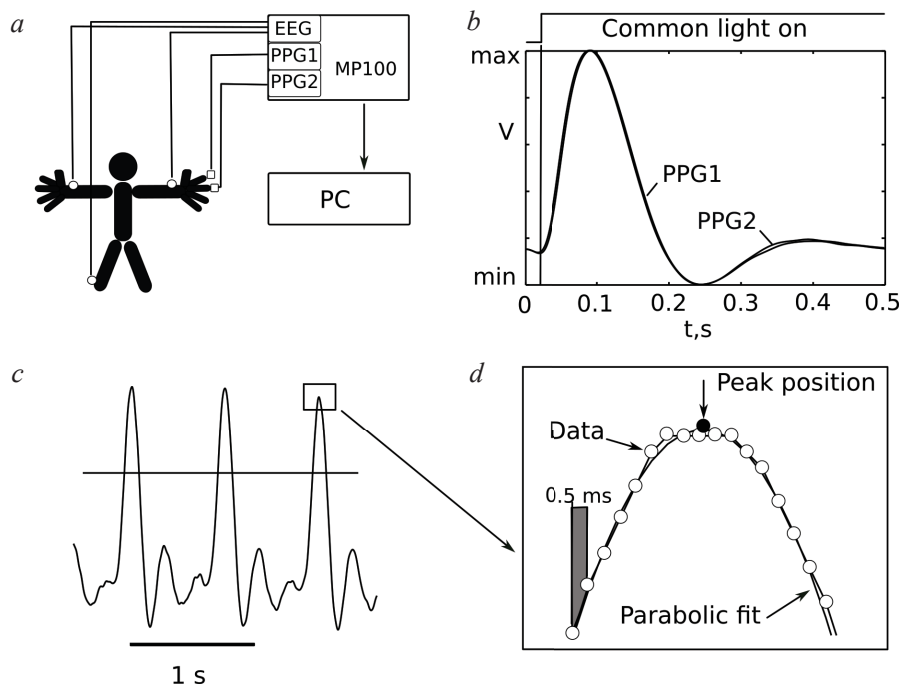 a
EEG
PPG1
PPG2
MP100
PC
b
Common light on
max
V
min
PPG1
PPG2
0
0.1
0.2
0.3
0.4
0.5
t,s
c
1 s
d
Peak position
Data
0.5 ms
Parabolic fit